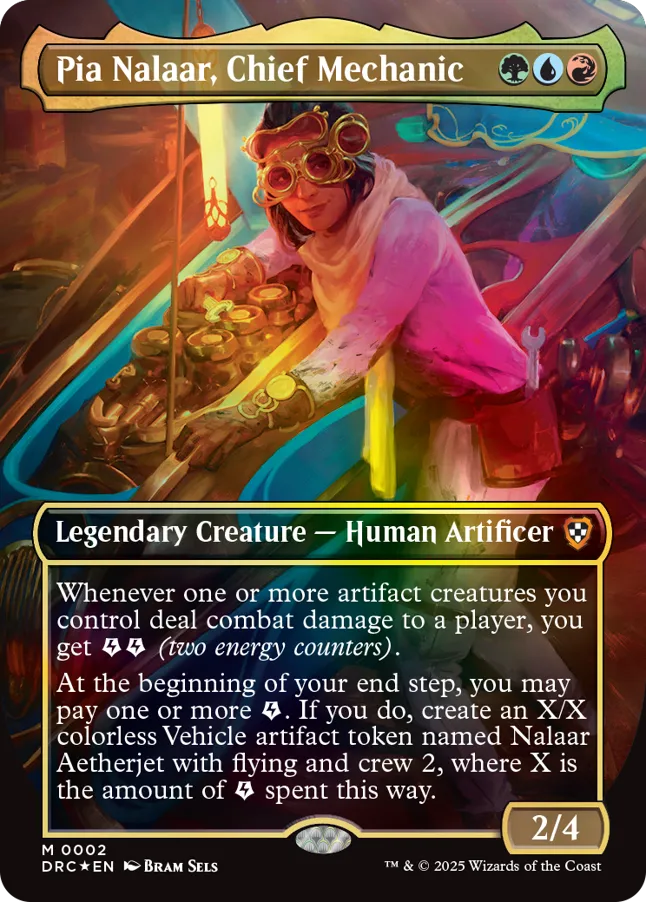 Pia Nalaar, Chief Mechanic
Legendary Creature — Human Artificer
Whenever one or more artifact creatures you
control deal combat damage to a player, you
get (two energy counters).
At the beginning of your end step, you may
pay one or more . If you do, create an X/X
colorless Vehicle artifact token named Nalaar
Aetherjet with flying and crew 2, where X is
the amount of spent this way.
2/4
M 0002
DRC★EN Bram Sels
™ & © 2025 Wizards of the Coast